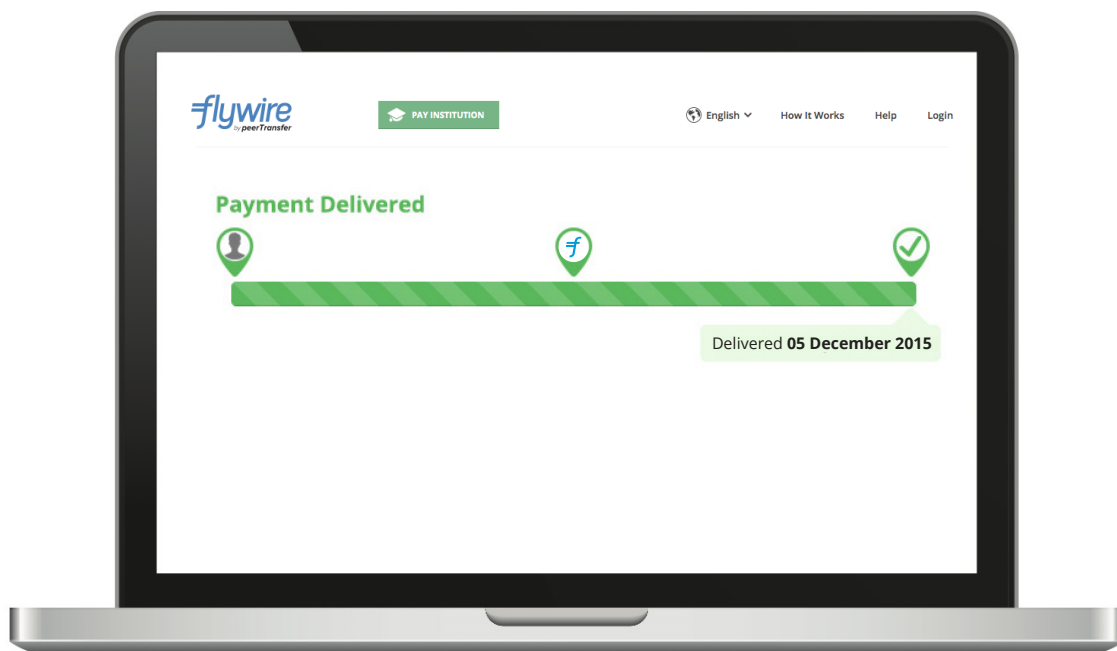 flywire
by peerTransfer
PAY INSTITUTION
English
How It Works
Help
Login
Payment Delivered
Delivered 05 December 2015